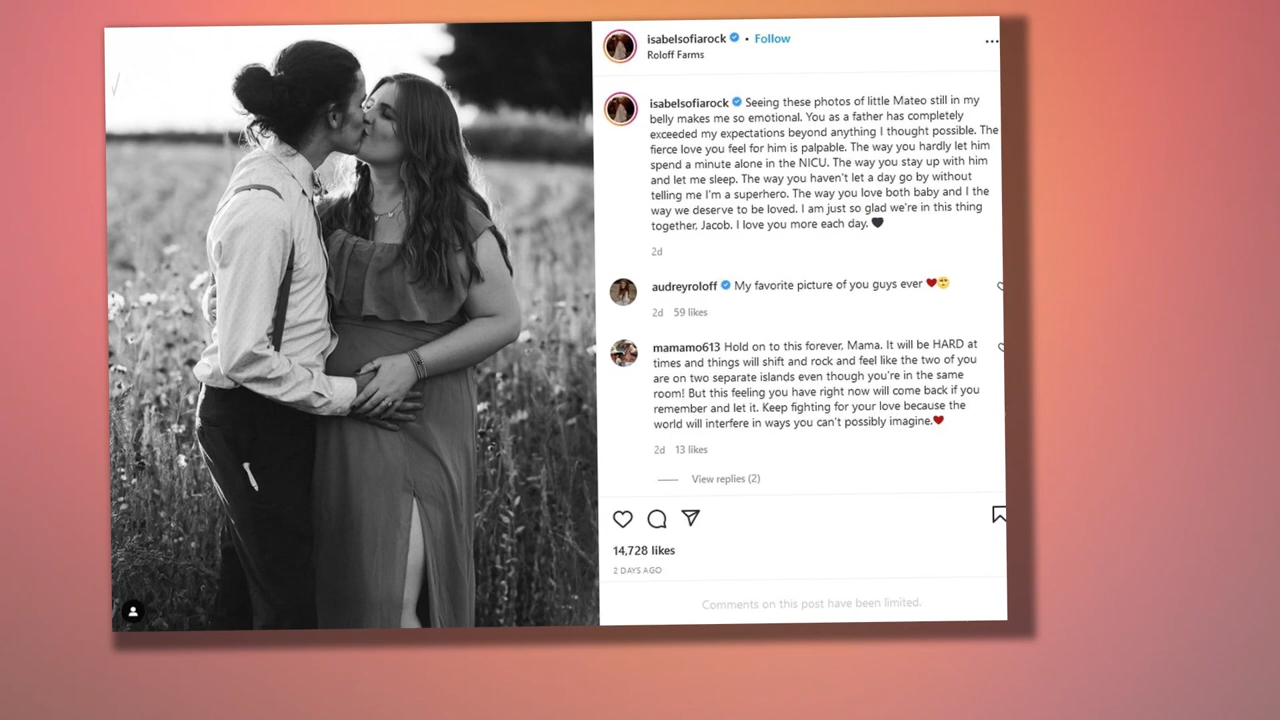 isabelsofiarock • Follow
Roloff Farms
isabelsofiarock Seeing these photos of little Mateo still in my
belly makes me so emotional. You as a father has completely
exceeded my expectations beyond anything I thought possible. The
fierce love you feel for him is palpable. The way you hardly let him
spend a minute alone in the NICU. The way you stay up with him
and let me sleep. The way you haven't let a day go by without
telling me I'm a superhero. The way you love both baby and I the
way we deserve to be loved. I am just so glad we're in this thing
together, Jacob. I love you more each day. 🖤
2d
audreyroloff My favorite picture of you guys ever ❤️🥹
2d 59 likes
mamamo613 Hold on to this forever, Mama. It will be HARD at
times and things will shift and rock and feel like the two of you
are on two separate islands even though you're in the same
room! But this feeling you have right now will come back if you
remember and let it. Keep fighting for your love because the
world will interfere in ways you can't possibly imagine.❤️
2d 13 likes
View replies (2)
14,728 likes
2 DAYS AGO
Comments on this post have been limited.